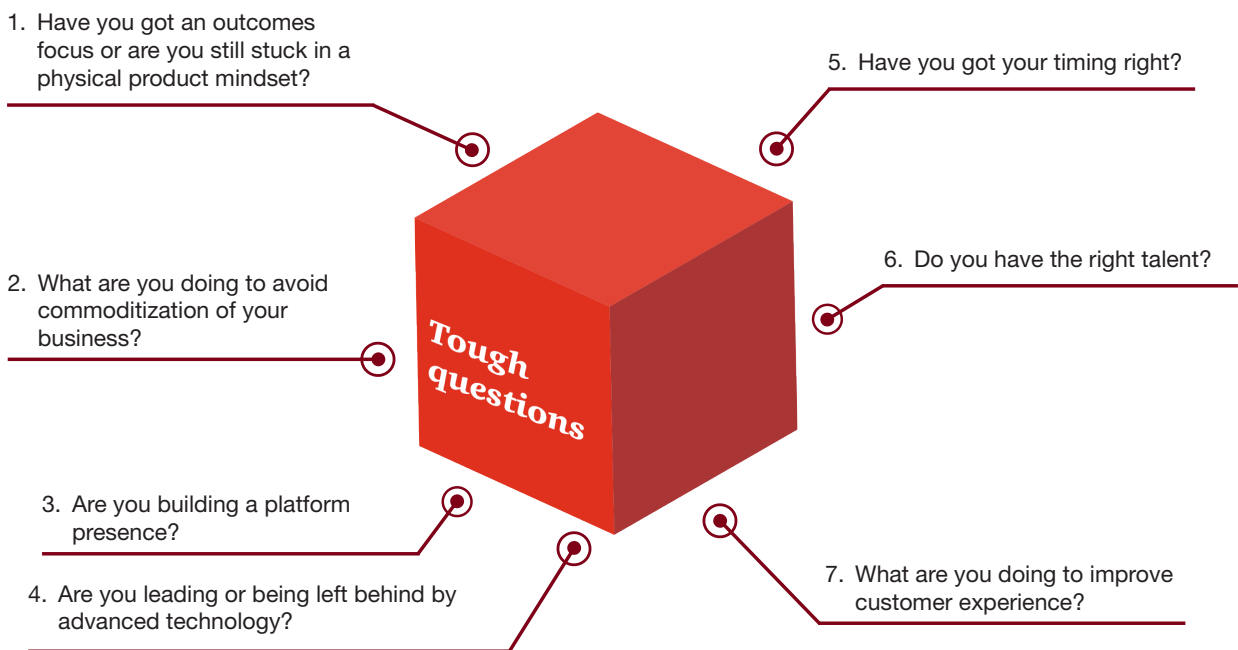 1. Have you got an outcomes
focus or are you still stuck in a
physical product mindset?
2. What are you doing to avoid
commoditization of your
business?
3. Are you building a platform
presence?
4. Are you leading or being left behind by
advanced technology?
Tough
questions
5. Have you got your timing right?
6. Do you have the right talent?
7. What are you doing to improve
customer experience?